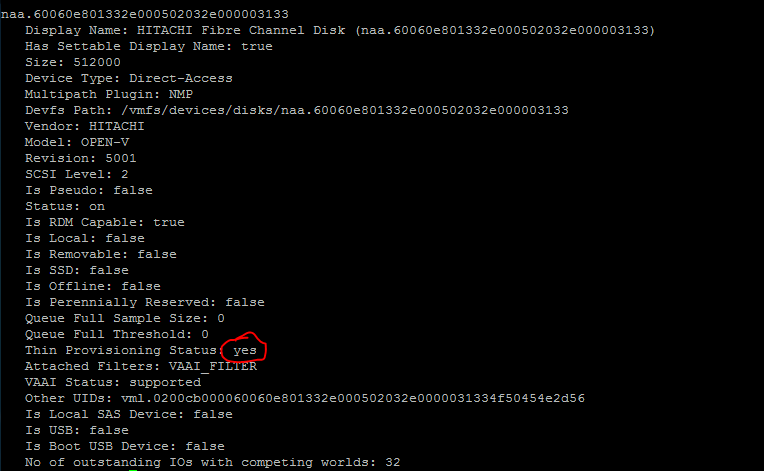 naa.60060e801332e000502032e000003133
Display Name: HITACHI Fibre Channel Disk (naa.60060e801332e000502032e000003133)
Has Settable Display Name: true
Size: 512000
Device Type: Direct-Access
Multipath Plugin: NMP
Devfs Path: /vmfs/devices/disks/naa.60060e801332e000502032e000003133
Vendor: HITACHI
Model: OPEN-V
Revision: 5001
SCSI Level: 2
Is Pseudo: false
Status: on
Is RDM Capable: true
Is Local: false
Is Removable: false
Is SSD: false
Is Offline: false
Is Perennially Reserved: false
Queue Full Sample Size: 0
Queue Full Threshold: 0
Thin Provisioning Status: yes
Attached Filters: VAAI_FILTER
VAAI Status: supported
Other UIDs: vml.0200cb000060060e801332e000502032e0000031334f50454e2d56
Is Local SAS Device: false
Is USB: false
Is Boot USB Device: false
No of outstanding IOs with competing worlds: 32